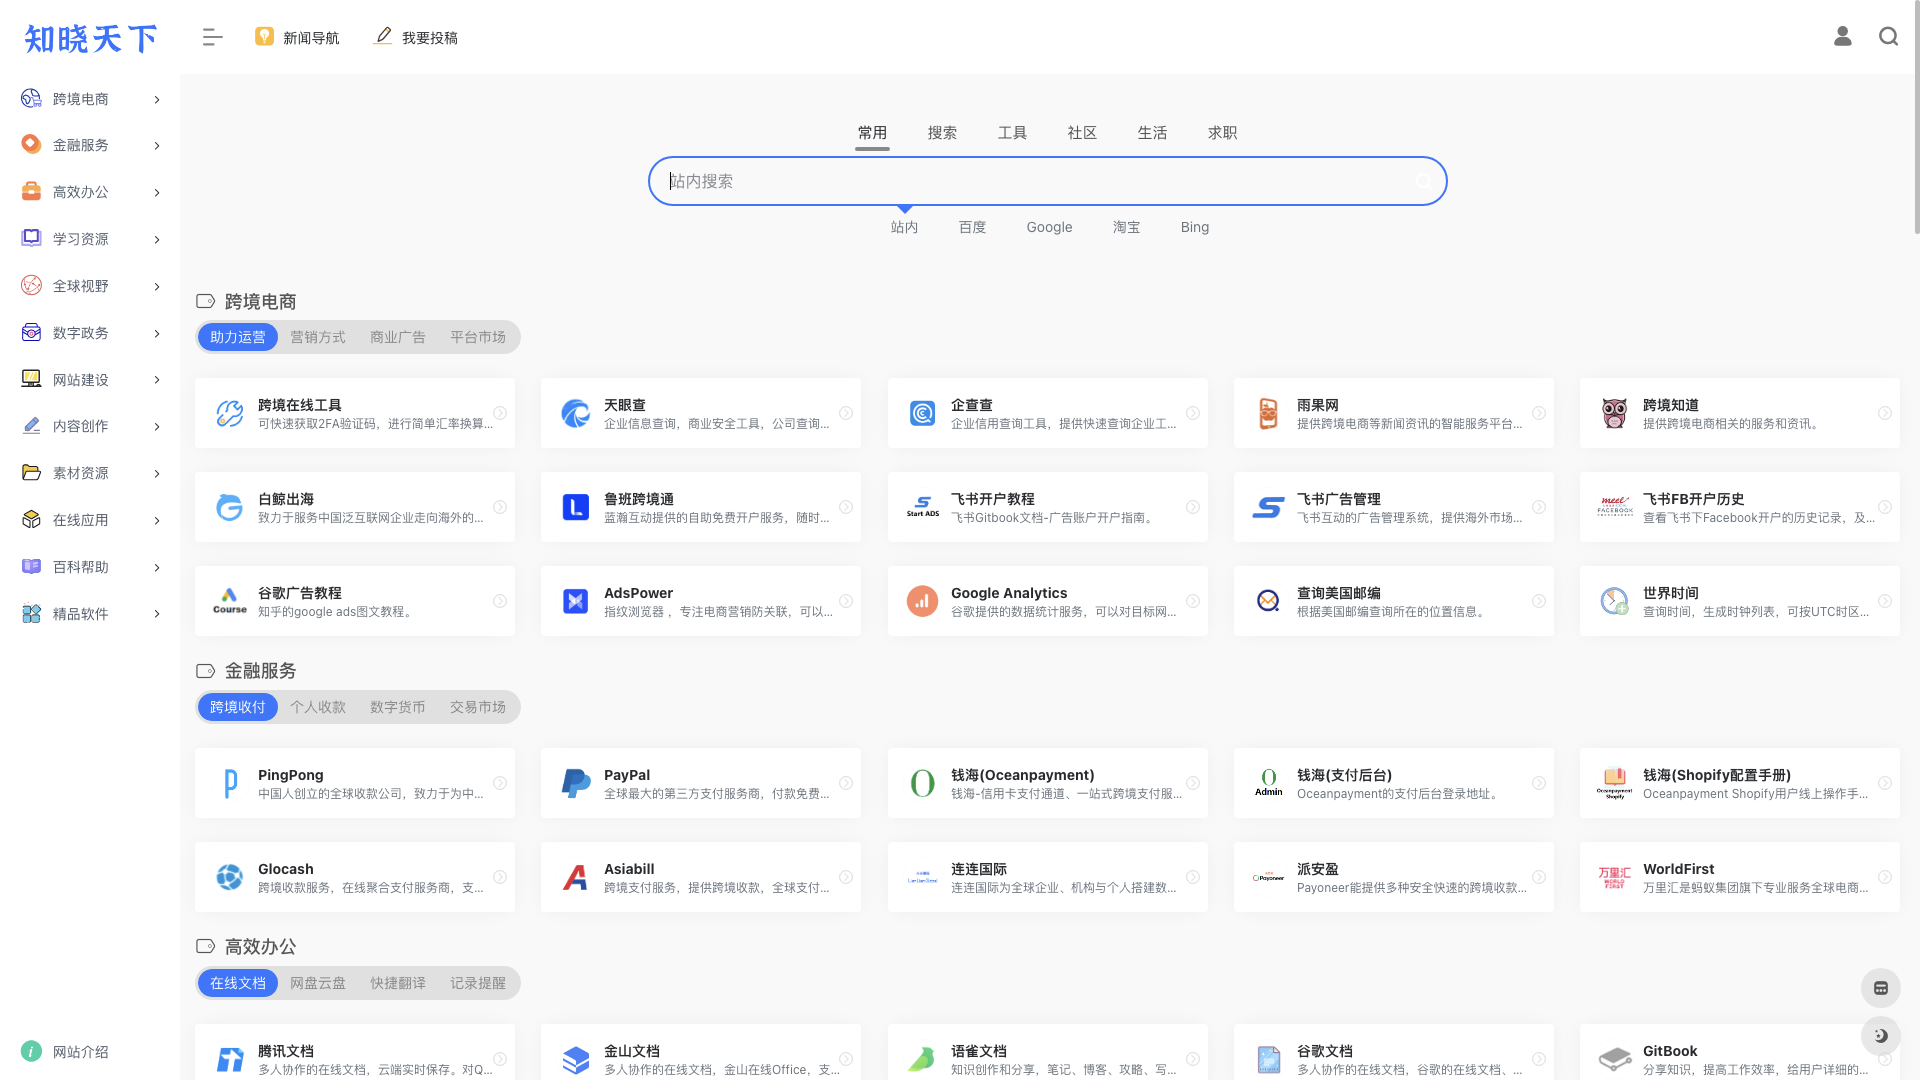 知晓天下
新闻导航
我要投稿
跨境电商
金融服务
高效办公
学习资源
全球视野
数字政务
网站建设
内容创作
素材资源
在线应用
百科帮助
精品软件
网站介绍
常用 搜索 工具 社区 生活 求职
站内搜索
站内 百度 Google 淘宝 Bing
跨境电商
助力运营 营销方式 商业广告 平台市场
跨境在线工具
可快速获取2FA验证码，进行简单汇率换算...
天眼查
企业信息查询，商业安全工具，公司查询...
企查查
企业信用查询工具，提供快速查询企业工...
雨果网
提供跨境电商等新闻资讯的智能服务平台...
跨境知道
提供跨境电商相关的服务和资讯。
白鲸出海
致力于服务中国泛互联网企业走向海外的...
鲁班跨境通
蓝瀚互动提供的自助免费开户服务，随时...
Start ADS
飞书开户教程
飞书Gitbook文档-广告账户开户指南。
飞书广告管理
飞书互动的广告管理系统，提供海外市场...
meet
FACEBOOK
飞书FB开户历史
查看飞书下Facebook开户的历史记录，及...
Course
谷歌广告教程
知乎的google ads图文教程。
AdsPower
指纹浏览器 ，专注电商营销防关联，可以...
Google Analytics
谷歌提供的数据统计服务，可以对目标网...
查询美国邮编
根据美国邮编查询所在的位置信息。
世界时间
查询时间，生成时钟列表，可按UTC时区...
金融服务
跨境收付 个人收款 数字货币 交易市场
PingPong
中国人创立的全球收款公司，致力于为中...
PayPal
全球最大的第三方支付服务商，付款免费...
钱海(Oceanpayment)
钱海-信用卡支付通道、一站式跨境支付服...
Admin
钱海(支付后台)
Oceanpayment的支付后台登录地址。
Oceanpayment
Shopify
钱海(Shopify配置手册)
Oceanpayment Shopify用户线上操作手...
Glocash
跨境收款服务，在线聚合支付服务商，支...
Asiabill
跨境支付服务，提供跨境收款，全球支付...
连连国际
连连国际为全球企业、机构与个人搭建数...
Payoneer
派安盈
Payoneer能提供多种安全快速的跨境收款...
万里汇
WORLD
FIRST
WorldFirst
万里汇是蚂蚁集团旗下专业服务全球电商...
高效办公
在线文档 网盘云盘 快捷翻译 记录提醒
腾讯文档
多人协作的在线文档，云端实时保存。对Q...
金山文档
多人协作的在线文档，金山在线Office，支...
语雀文档
知识创作和分享，笔记、博客、攻略、写...
谷歌文档
多人协作的在线文档，谷歌的在线文档、...
GitBook
分享知识，提高工作效率，给用户详细的...